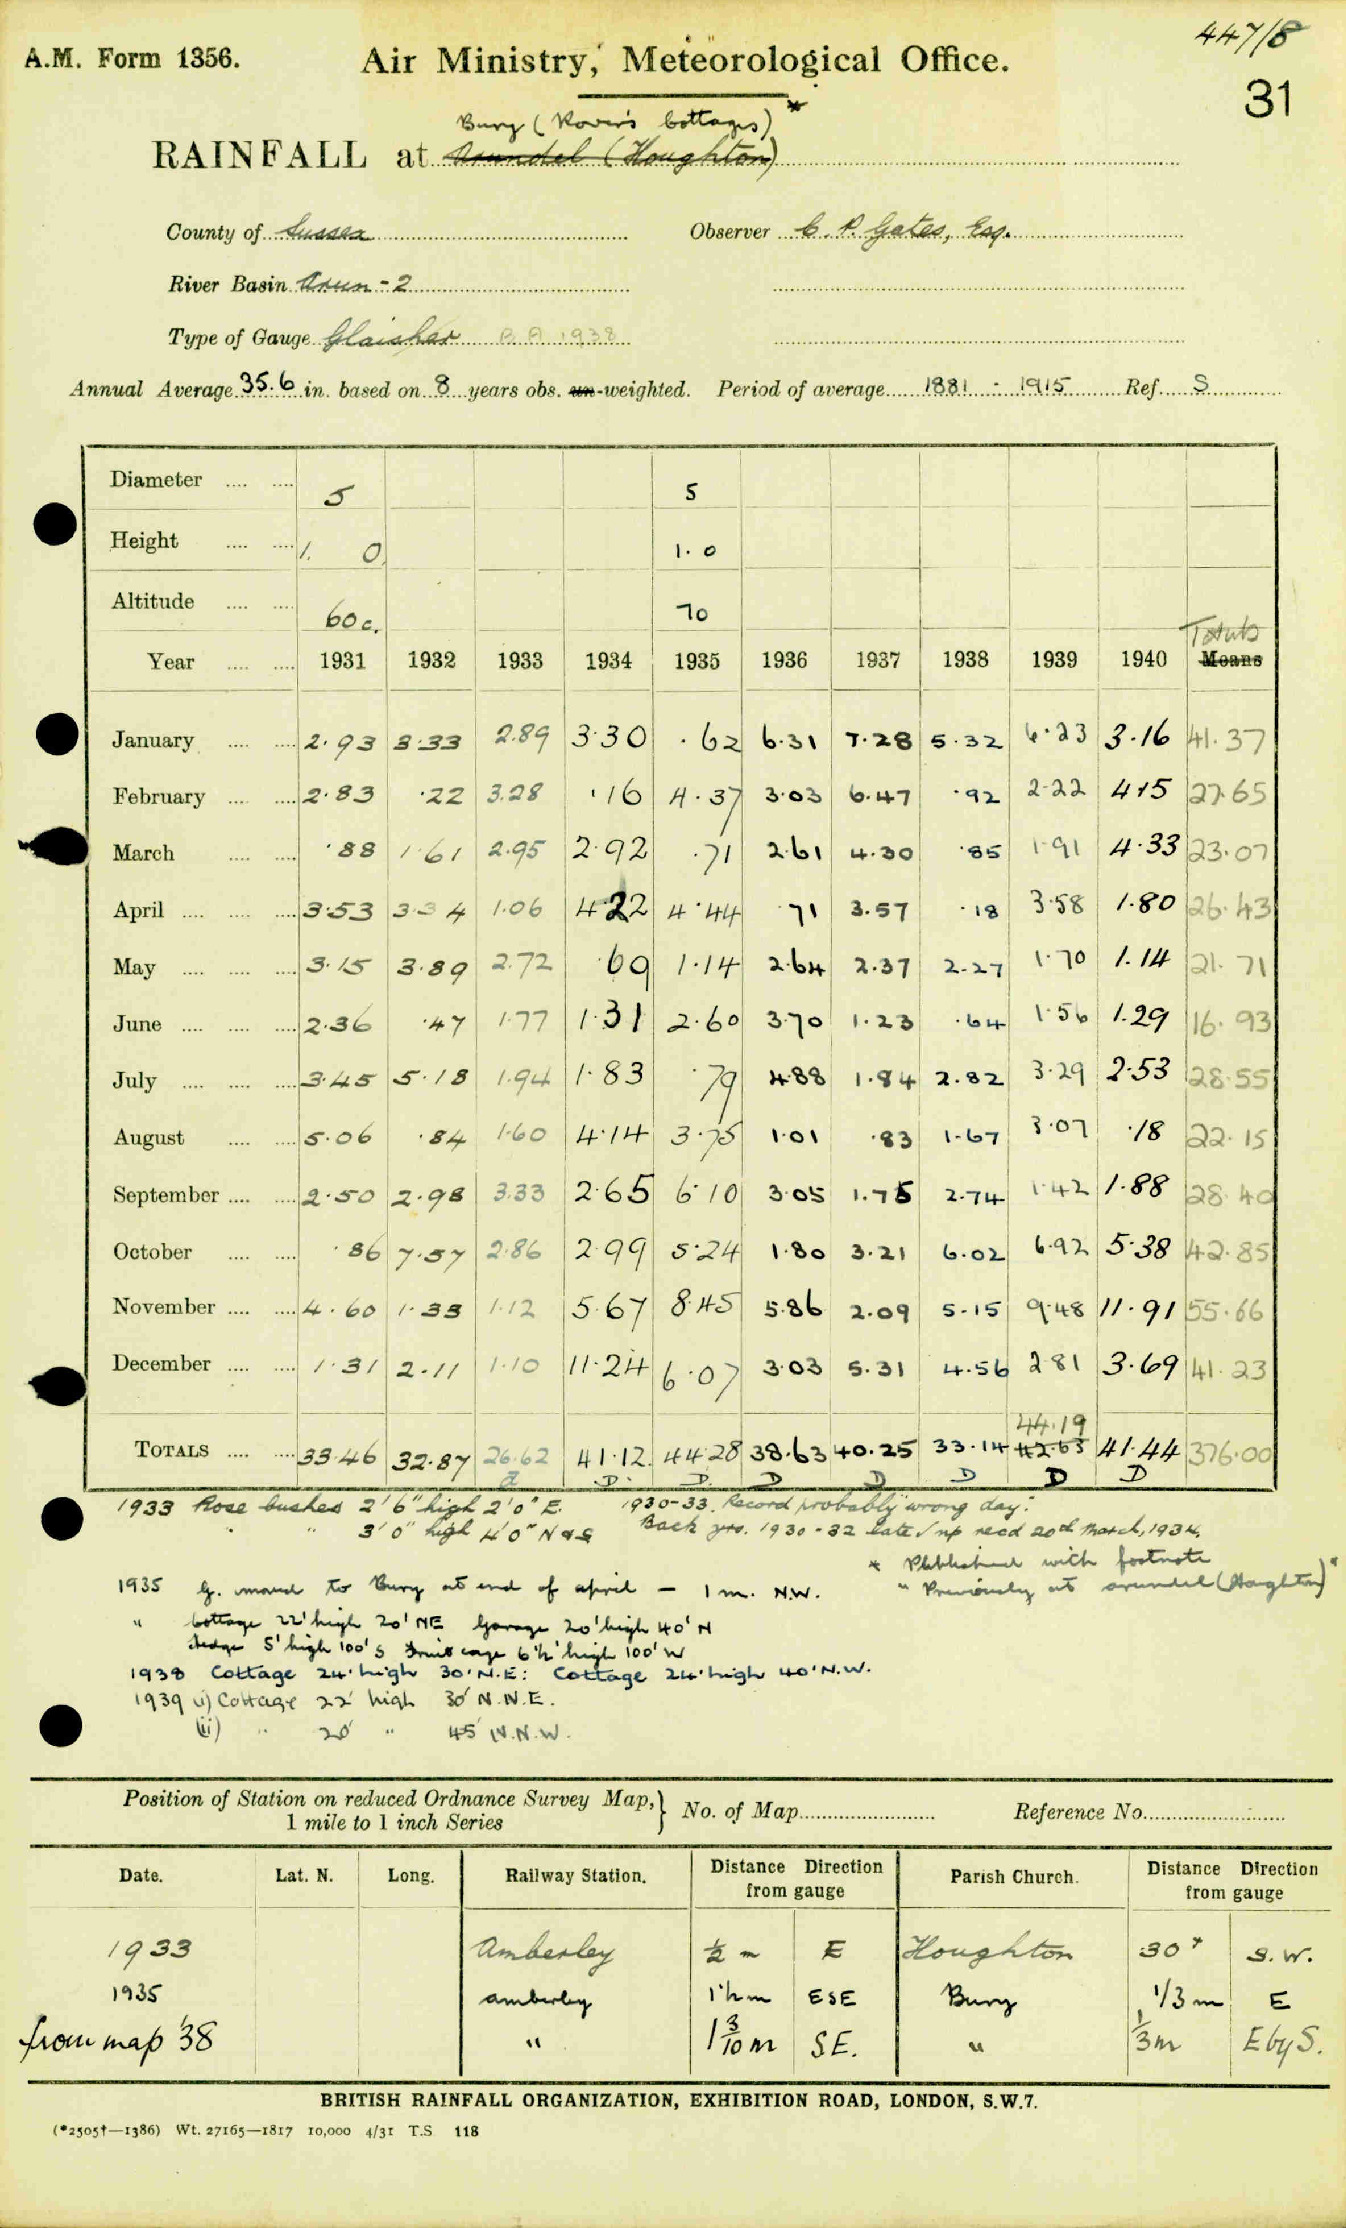 447/8
A.M. Form 1356. Air Ministry, Meteorological Office.
31
Bury (Rover's Cottages) *
RAINFALL at Arundel (Houghton)
County of Sussex Observer C. P. Gates, Esq.
River Basin Arun - 2
Type of Gauge Glaisher B A 1938
Annual Average 35.6 in. based on 8 years obs. un-weighted. Period of average 1881 - 1915 Ref. S
Diameter 5 5
Height 1. 0 1. 0
Altitude 60c. 70
Totals
Year 1931 1932 1933 1934 1935 1936 1937 1938 1939 1940 Means
January 2.93 3.33 2.89 3.30 .62 6.31 7.28 5.32 6.23 3.16 41.37
February 2.83 .22 3.28 .16 4.37 3.03 6.47 .92 2.22 4.15 27.65
March .88 1.61 2.95 2.92 .71 2.61 4.30 .85 1.91 4.33 23.07
April 3.53 3.34 1.06 4.22 4.44 .71 3.57 .18 3.58 1.80 26.43
May 3.15 3.89 2.72 .69 1.14 2.64 2.37 2.27 1.70 1.14 21.71
June 2.36 .47 1.77 1.31 2.60 3.70 1.23 .64 1.56 1.29 16.93
July 3.45 5.18 1.94 1.83 .79 4.88 1.84 2.82 3.29 2.53 28.55
August 5.06 .84 1.60 4.14 3.75 1.01 .83 1.67 3.07 .18 22.15
September 2.50 2.98 3.33 2.65 6.10 3.05 1.75 2.74 1.42 1.88 28.40
October .86 7.57 2.86 2.99 5.24 1.80 3.21 6.02 6.92 5.38 42.85
November 4.60 1.33 1.12 5.67 8.45 5.86 2.09 5.15 9.48 11.91 55.66
December 1.31 2.11 1.10 11.24 6.07 3.03 5.31 4.56 2.81 3.69 41.23
44.19
TOTALS 33.46 32.87 26.62 41.12 44.28 38.63 40.25 33.14 42.63 41.44 376.00
D. D. D D D D D
1933 Rose bushes 2' 6" high 2' 0" E. 1930-33. Record probably "wrong day".
" " 3' 0" high 4' 0" N & S Back yrs. 1930-32 late recd 20th March, 1934.
* Published with footnote
1935 G. moved to Bury at end of april - 1 m. N.W. "Previously at Arundel (Houghton)"
" Cottage 22' high 20' NE Garage 20' high 40' N
Hedge 5' high 100' S Fruit cage 6½' high 100' W
1938 Cottage 24' high 30' N.E: Cottage 24' high 40' N.W.
1939 (i) Cottage 22' high 30' N.N.E.
(ii) " 20' " 45' N.N.W.
Position of Station on reduced Ordnance Survey Map, } No. of Map Reference No.
1 mile to 1 inch Series
Date. Lat. N. Long. Railway Station. Distance Direction from gauge Parish Church. Distance Direction from gauge
1933 Amberley ½ m E Houghton 30 + S.W.
1935 amberley 1½ m ESE Bury 1/3 m E
from map '38 " 1 3/10 m SE. " 1/3 m E by S.
BRITISH RAINFALL ORGANIZATION, EXHIBITION ROAD, LONDON, S.W.7.
(*2505†—1386) Wt. 27165—1817 10,000 4/31 T.S 118